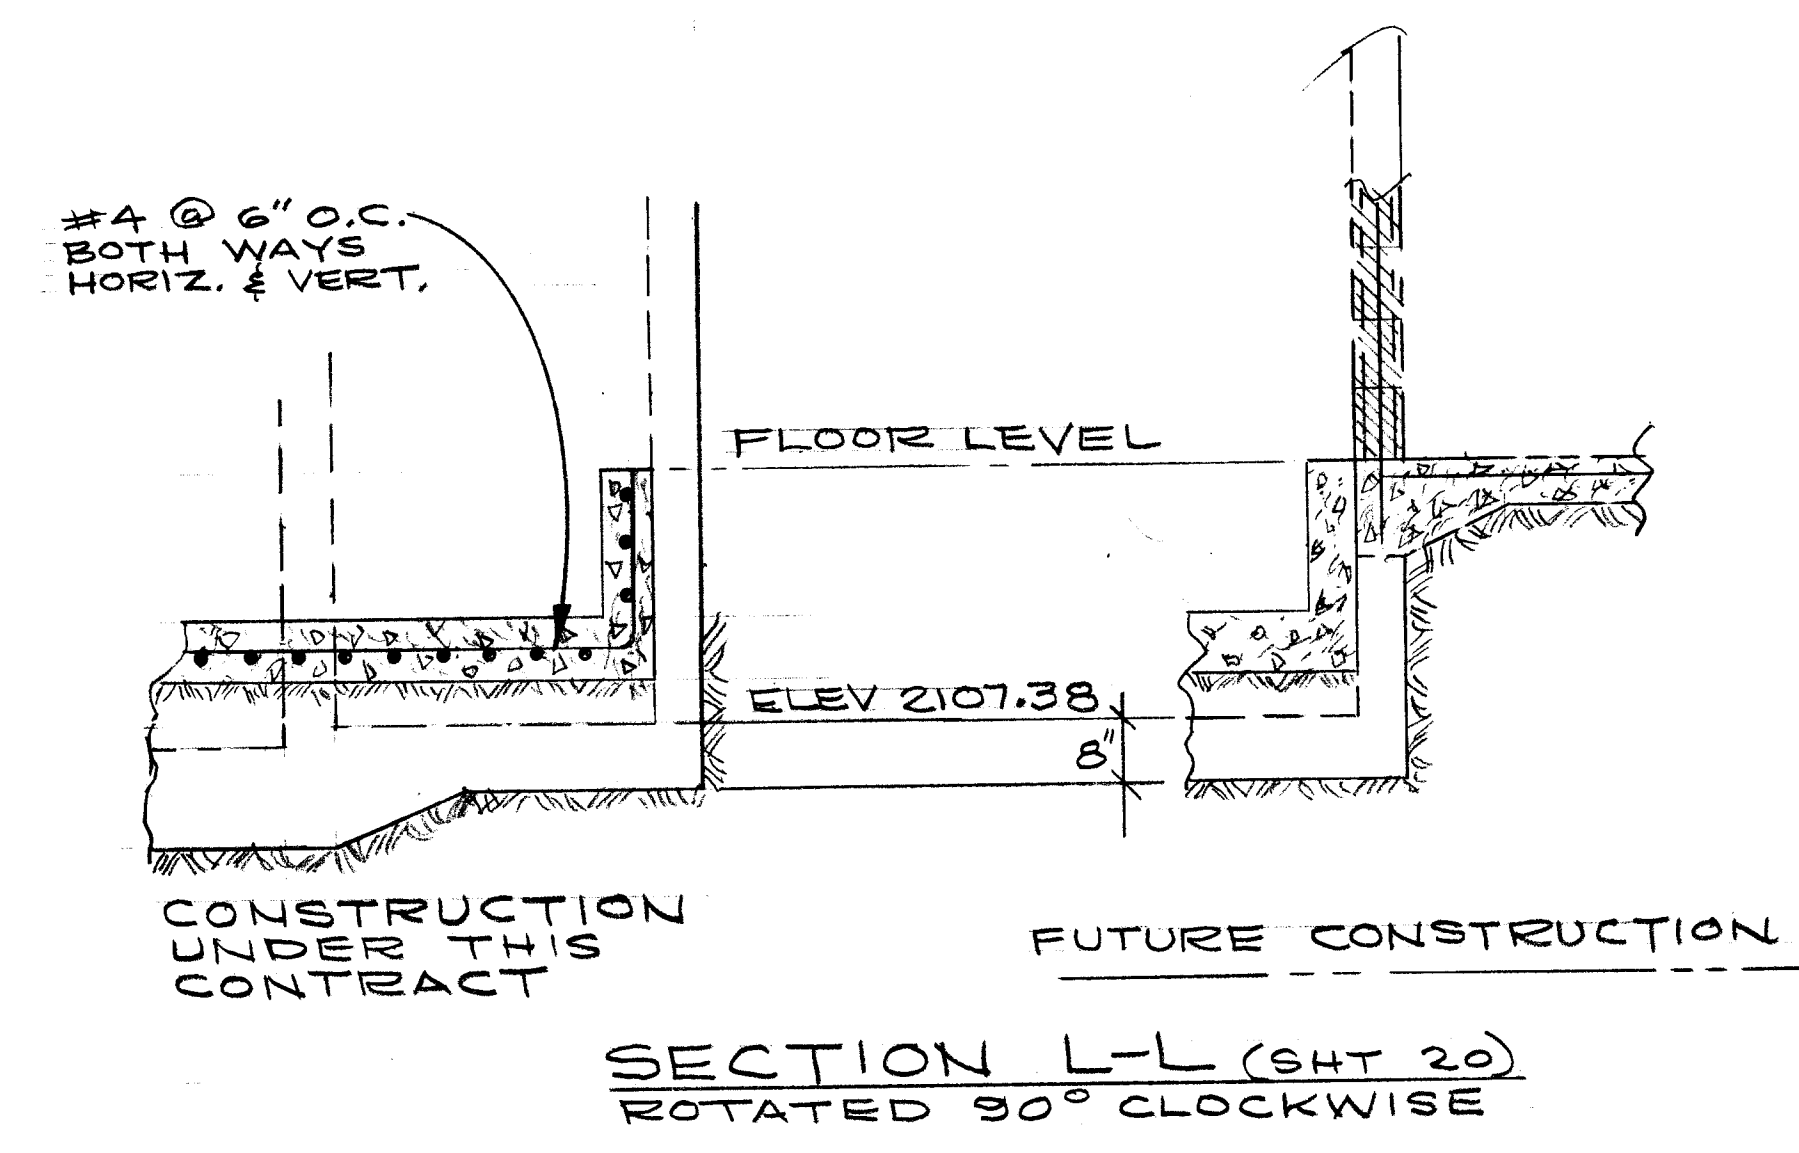 #4 @ 6" O.C.
BOTH WAYS
HORIZ. & VERT.
FLOOR LEVEL
ELEV 2107.38
8"
CONSTRUCTION
UNDER THIS
CONTRACT
FUTURE CONSTRUCTION
SECTION L-L (SHT 20)
ROTATED 90° CLOCKWISE